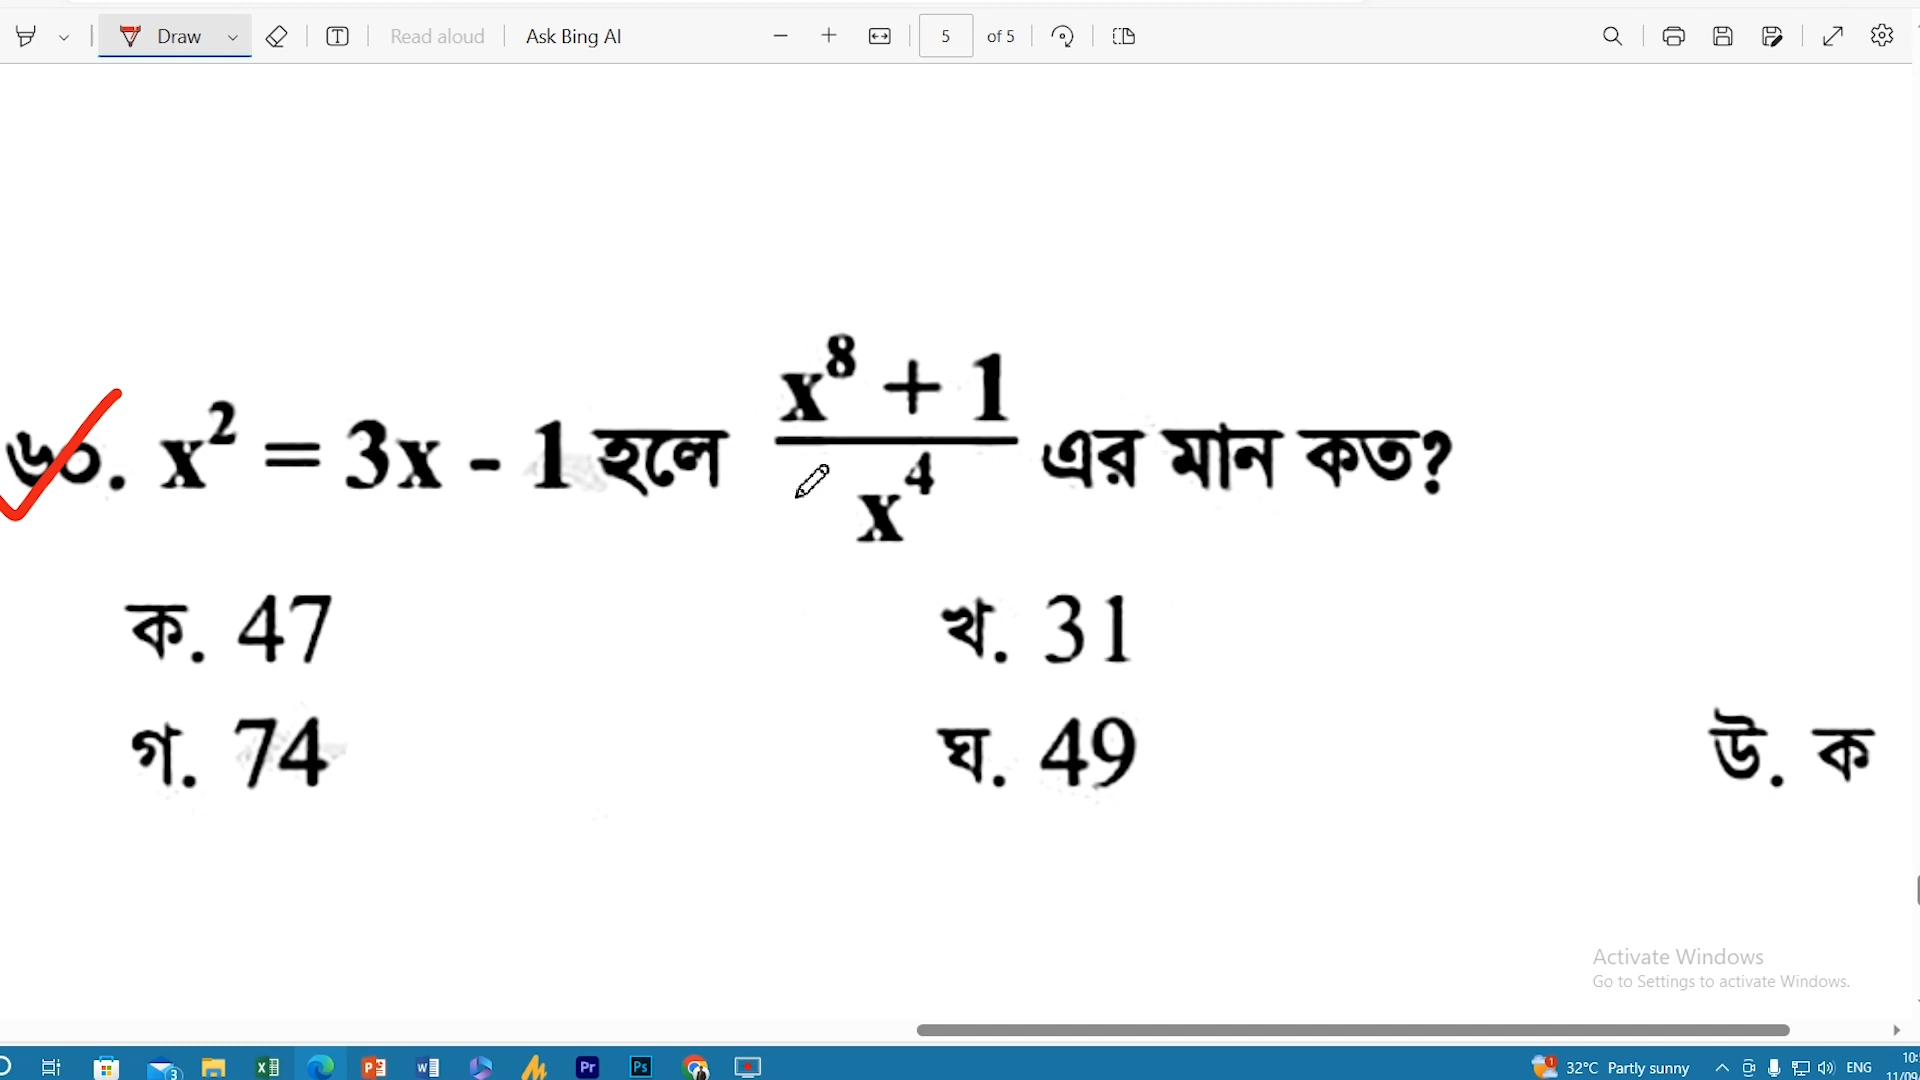 Draw
Read aloud
Ask Bing AI
5 of 5
৬০. x² = 3x - 1 হলে (x⁸ + 1)/x⁴ এর মান কত?
ক. 47
খ. 31
গ. 74
ঘ. 49
উ. ক
Activate Windows
Go to Settings to activate Windows.
32°C Partly sunny
ENG